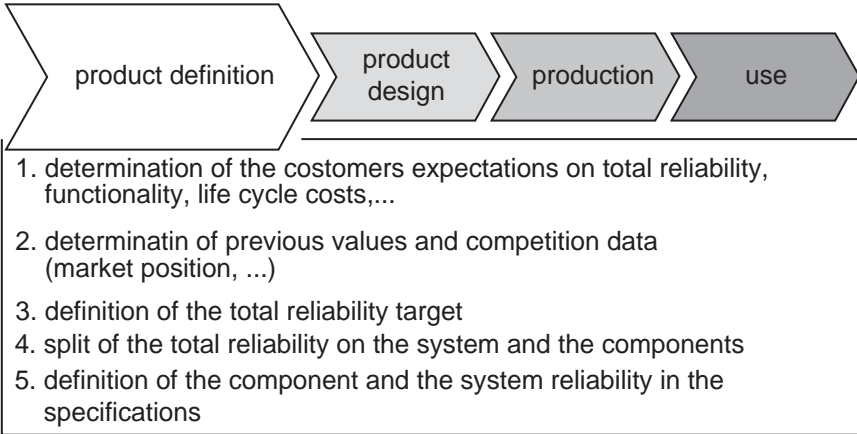 product definition
product
design
production
use
1. determination of the costomers expectations on total reliability,
functionality, life cycle costs,...
2. determinatin of previous values and competition data
(market position, ...)
3. definition of the total reliability target
4. split of the total reliability on the system and the components
5. definition of the component and the system reliability in the
specifications